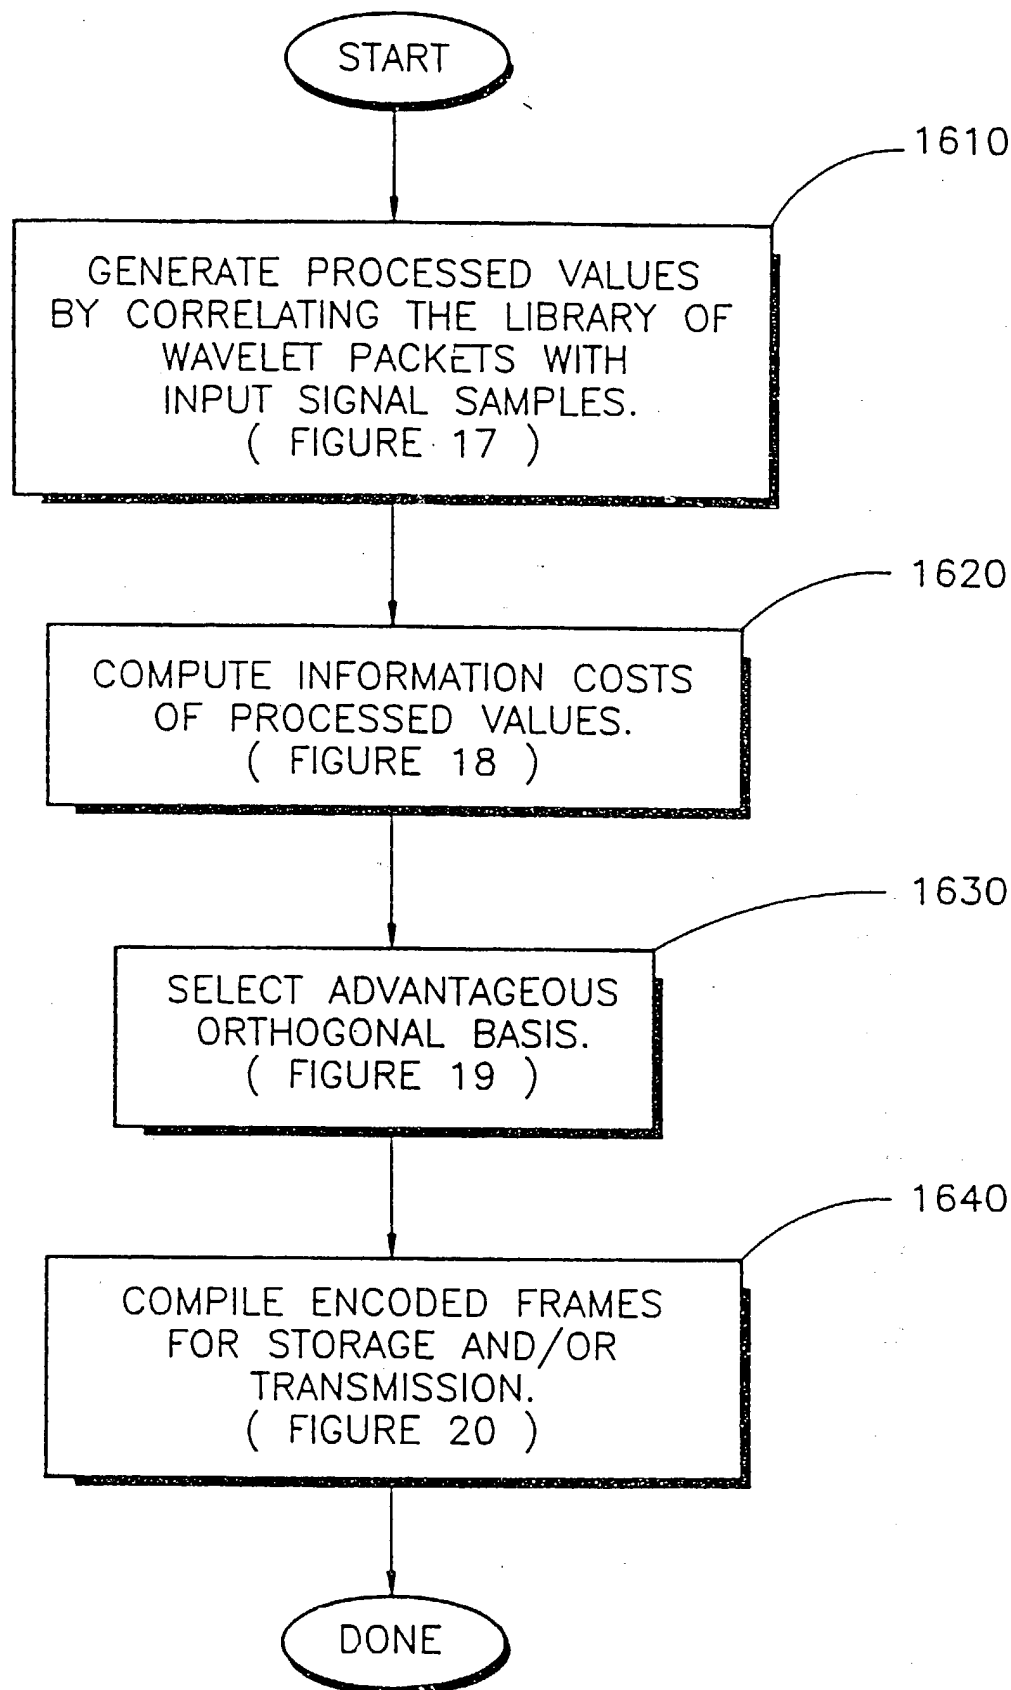 START
1610
GENERATE PROCESSED VALUES
BY CORRELATING THE LIBRARY OF
WAVELET PACKETS WITH
INPUT SIGNAL SAMPLES.
( FIGURE 17 )
1620
COMPUTE INFORMATION COSTS
OF PROCESSED VALUES.
( FIGURE 18 )
1630
SELECT ADVANTAGEOUS
ORTHOGONAL BASIS.
( FIGURE 19 )
1640
COMPILE ENCODED FRAMES
FOR STORAGE AND/OR
TRANSMISSION.
( FIGURE 20 )
DONE